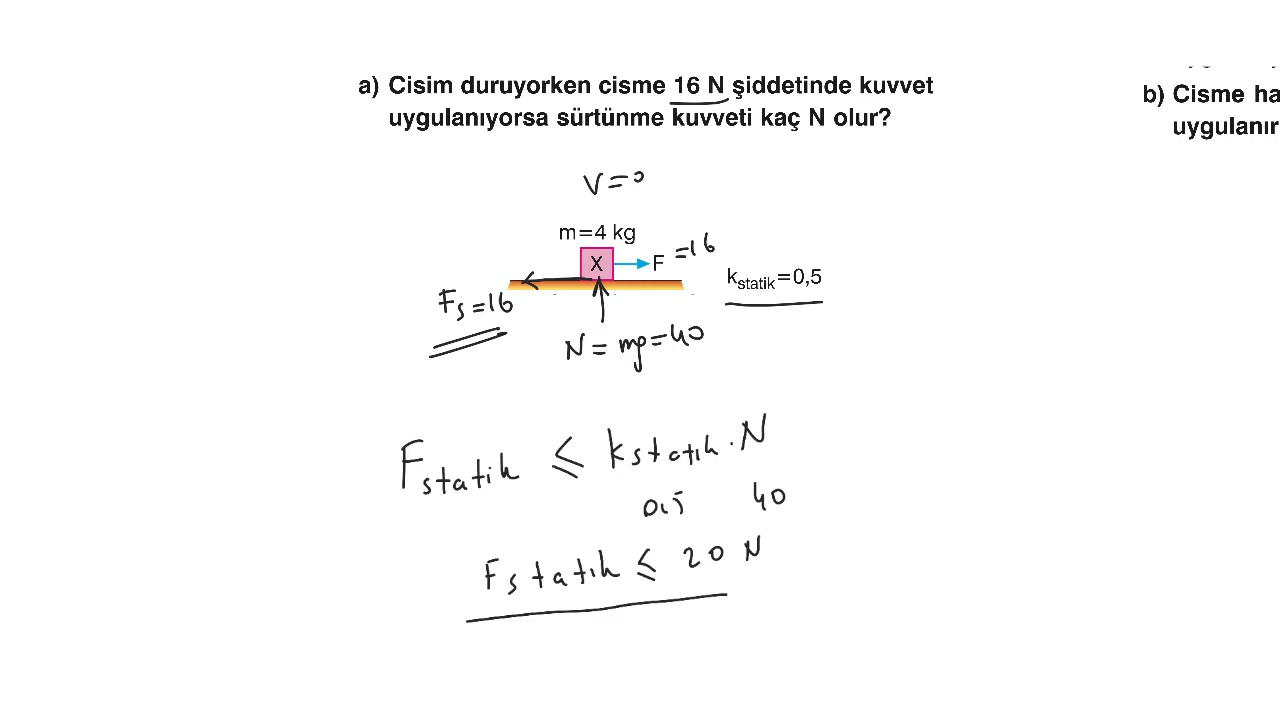 a) Cisim duruyorken cisme 16 N şiddetinde kuvvet
uygulanıyorsa sürtünme kuvveti kaç N olur?
b) Cisme ha
uygulanır
V=0
m=4 kg
X
F =16
kstatik=0,5
Fs=16
N = mg=40
Fstatik ≤ kstatik . N
0,5 40
Fstatik ≤ 20 N